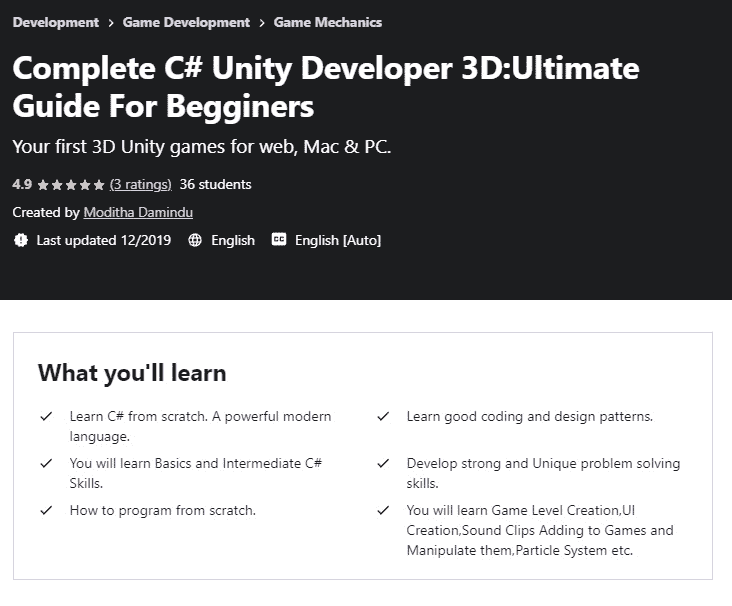 Development > Game Development > Game Mechanics
Complete C# Unity Developer 3D:Ultimate
Guide For Begginers
Your first 3D Unity games for web, Mac & PC.
4.9 ★★★★★ (3 ratings) 36 students
Created by Moditha Damindu
Last updated 12/2019 English CC English [Auto]
What you'll learn
Learn C# from scratch. A powerful modern
language.
Learn good coding and design patterns.
You will learn Basics and Intermediate C#
Skills.
Develop strong and Unique problem solving
skills.
How to program from scratch.
You will learn Game Level Creation,UI
Creation,Sound Clips Adding to Games and
Manipulate them,Particle System etc.